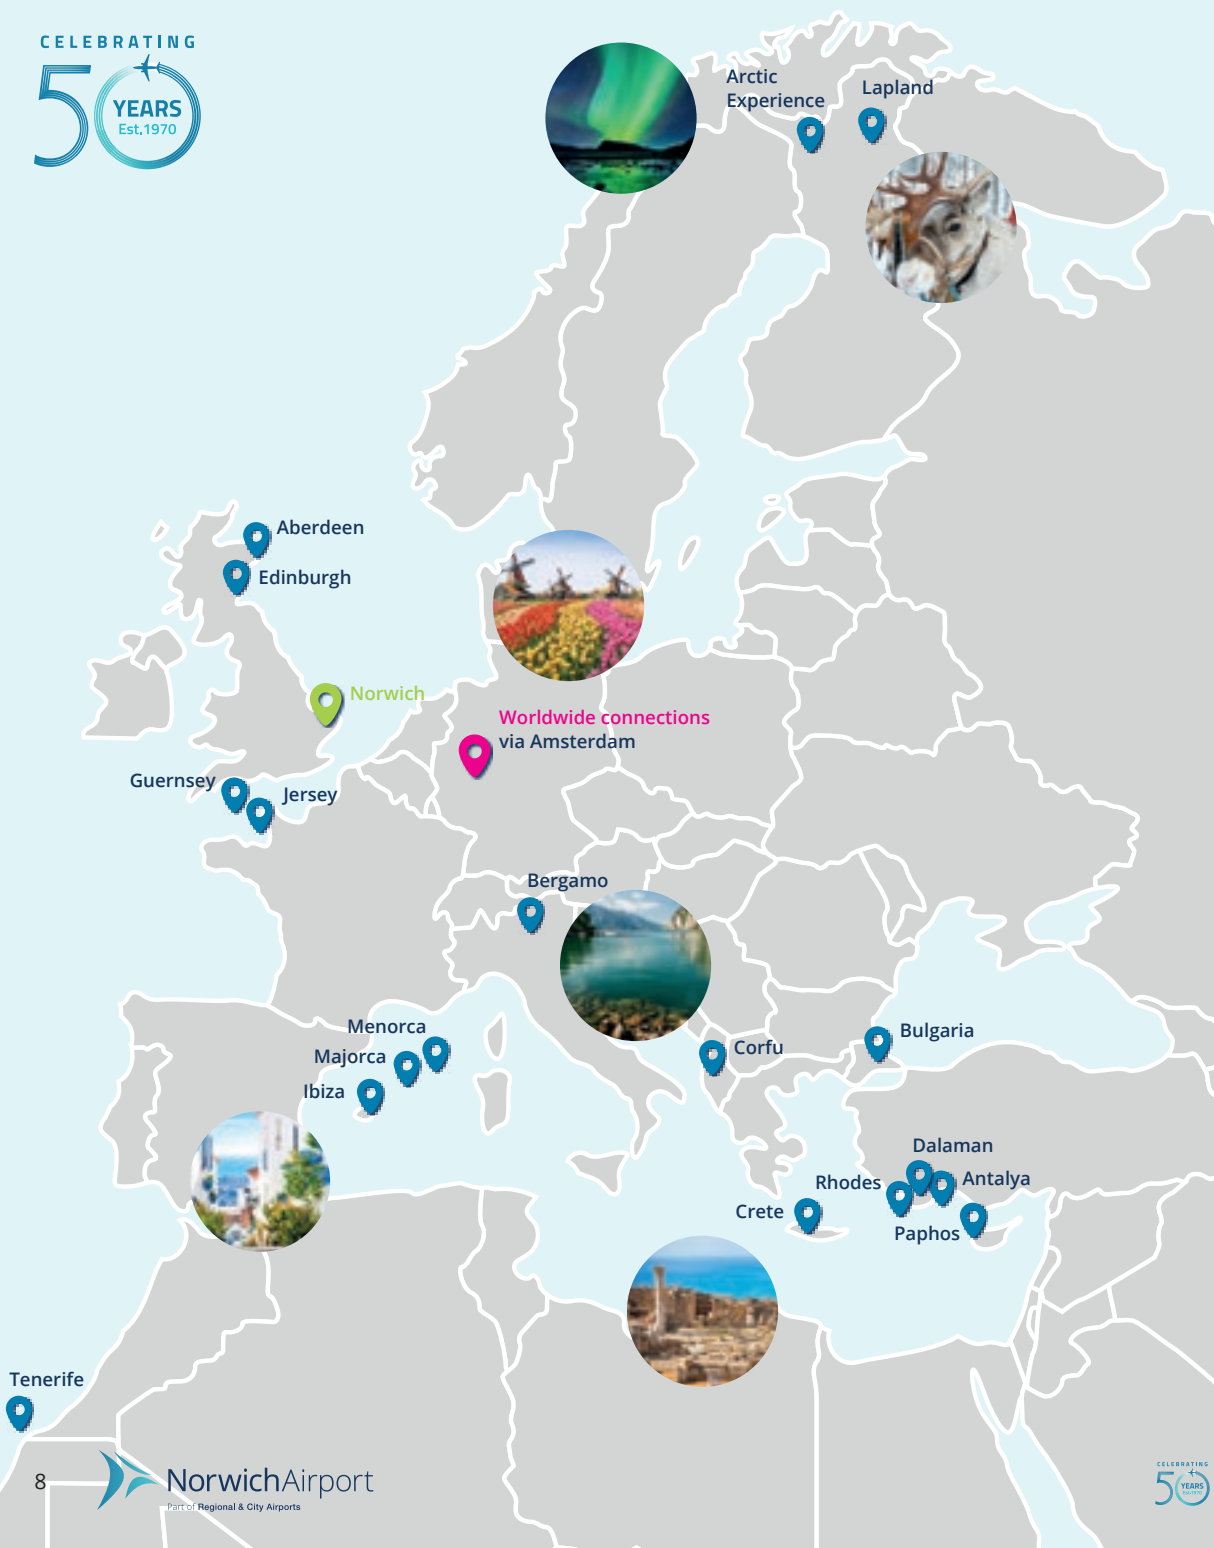 CELEBRATING
50
YEARS
Est.1970
Arctic
Experience
Lapland
Aberdeen
Edinburgh
Norwich
Worldwide connections
via Amsterdam
Guernsey
Jersey
Bergamo
Menorca
Majorca
Ibiza
Corfu
Bulgaria
Dalaman
Rhodes
Antalya
Crete
Paphos
Tenerife
8
NorwichAirport
Part of Regional & City Airports
CELEBRATING
50
YEARS
Est.1970